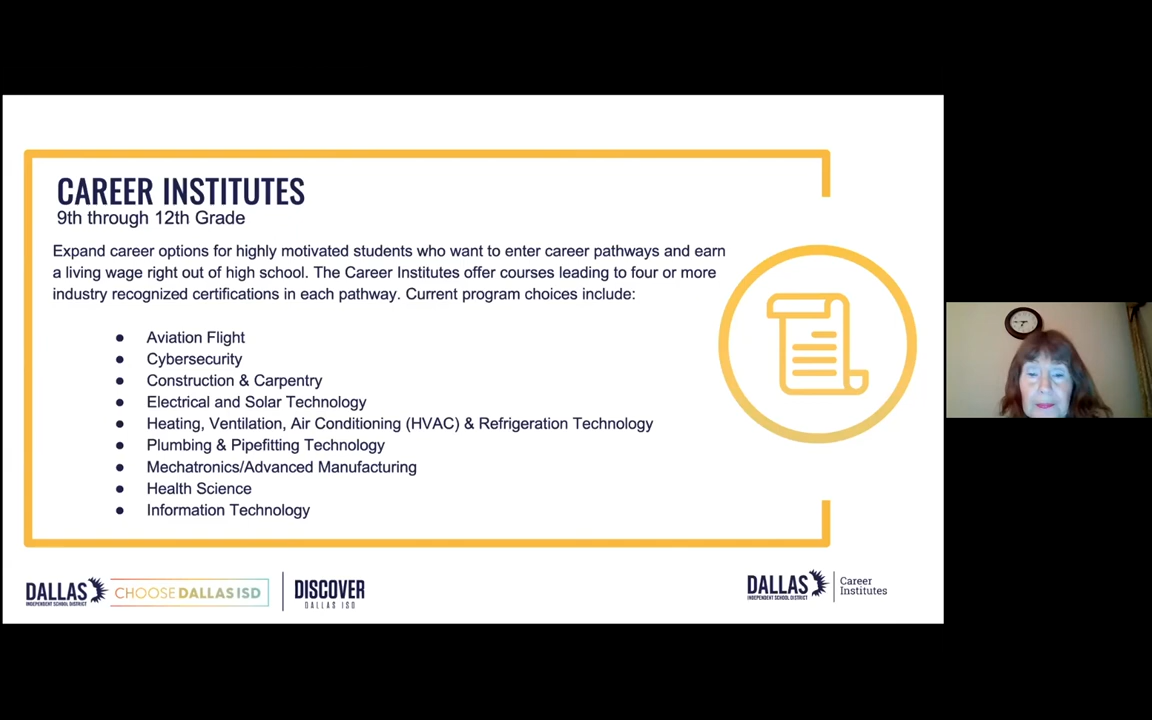 CAREER INSTITUTES
9th through 12th Grade
Expand career options for highly motivated students who want to enter career pathways and earn
a living wage right out of high school. The Career Institutes offer courses leading to four or more
industry recognized certifications in each pathway. Current program choices include:
● Aviation Flight
● Cybersecurity
● Construction & Carpentry
● Electrical and Solar Technology
● Heating, Ventilation, Air Conditioning (HVAC) & Refrigeration Technology
● Plumbing & Pipefitting Technology
● Mechatronics/Advanced Manufacturing
● Health Science
● Information Technology
DALLAS
INDEPENDENT SCHOOL DISTRICT
CHOOSEDALLASISD
DISCOVER
DALLAS ISD
DALLAS
INDEPENDENT SCHOOL DISTRICT
Career
Institutes